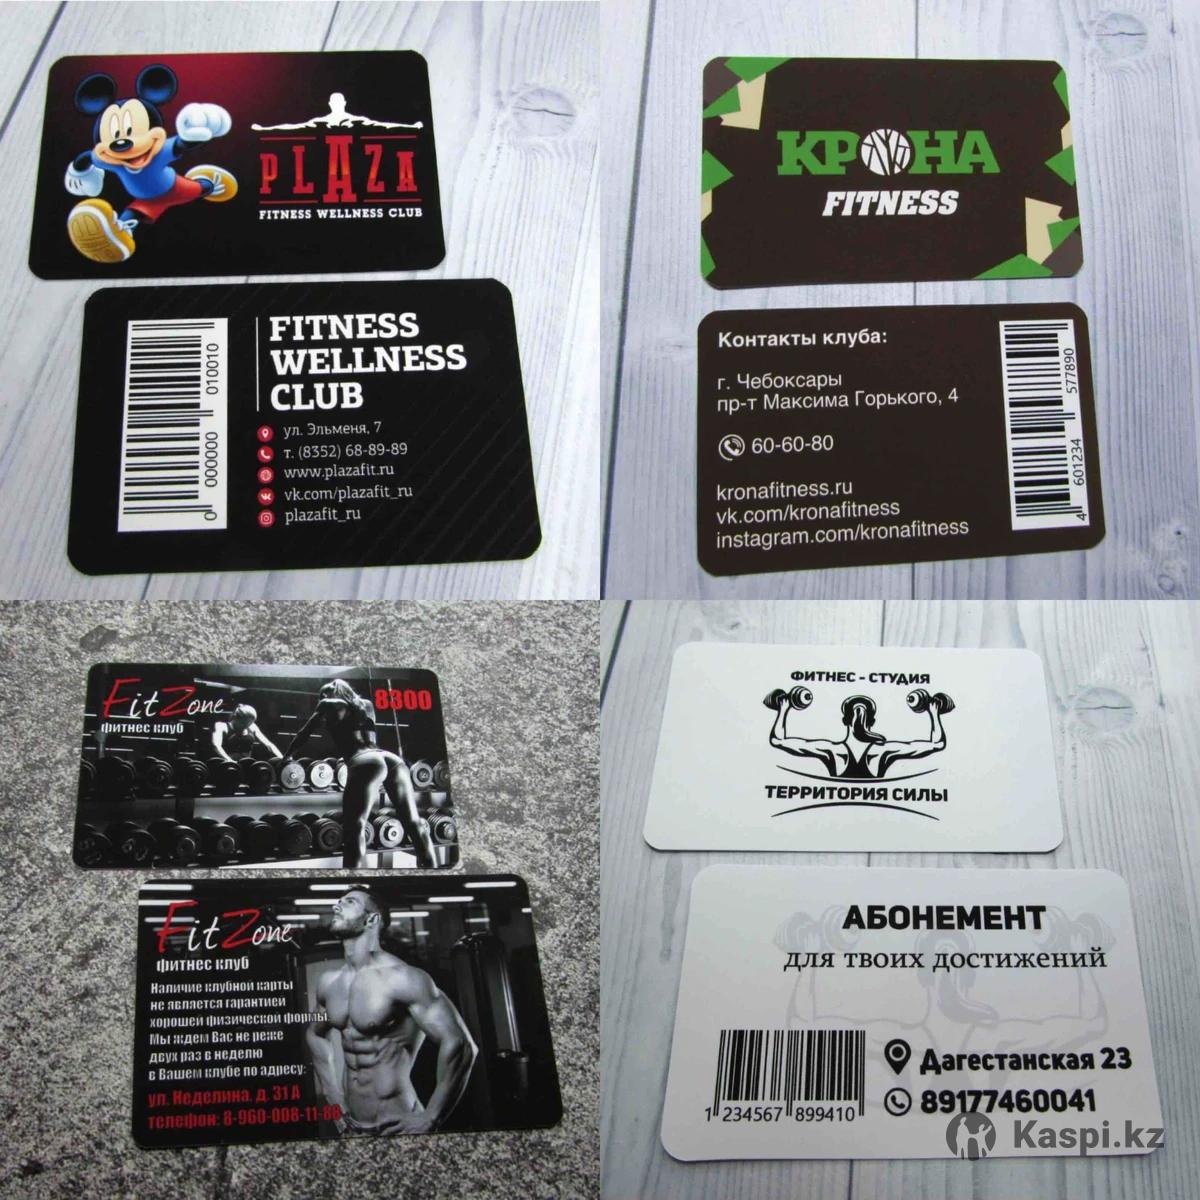 PLAZA
FITNESS WELLNESS CLUB
FITNESS
WELLNESS
CLUB
ул. Эльменя, 7
т. (8352) 68-89-89
www.plazafit.ru
vk.com/plazafit_ru
plazafit_ru
0 000000 010010
КРОНА
FITNESS
Контакты клуба:
г. Чебоксары
пр-т Максима Горького, 4
60-60-80
kronafitness.ru
vk.com/kronafitness
instagram.com/kronafitness
4 601234 577890
FitZone
фитнес клуб
8300
FitZone
фитнес клуб
Наличие клубной карты
не является гарантией
хорошей физической формы.
Мы ждем Вас не реже
двух раз в неделю
в Вашем клубе по адресу:
ул. Неделина, д. 31 А
телефон: 8-960-008-11-88
ФИТНЕС - СТУДИЯ
ТЕРРИТОРИЯ СИЛЫ
АБОНЕМЕНТ
для твоих достижений
1 234567 899410
Дагестанская 23
89177460041
Kaspi.kz